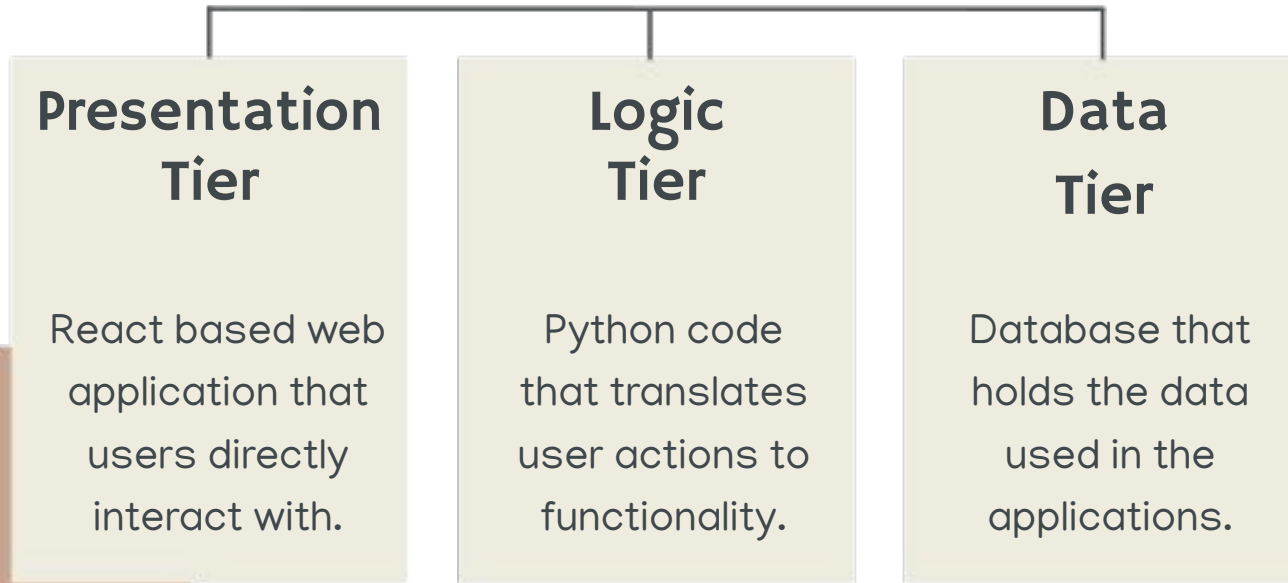 Presentation
Tier
React based web
application that
users directly
interact with.
Logic
Tier
Python code
that translates
user actions to
functionality.
Data
Tier
Database that
holds the data
used in the
applications.